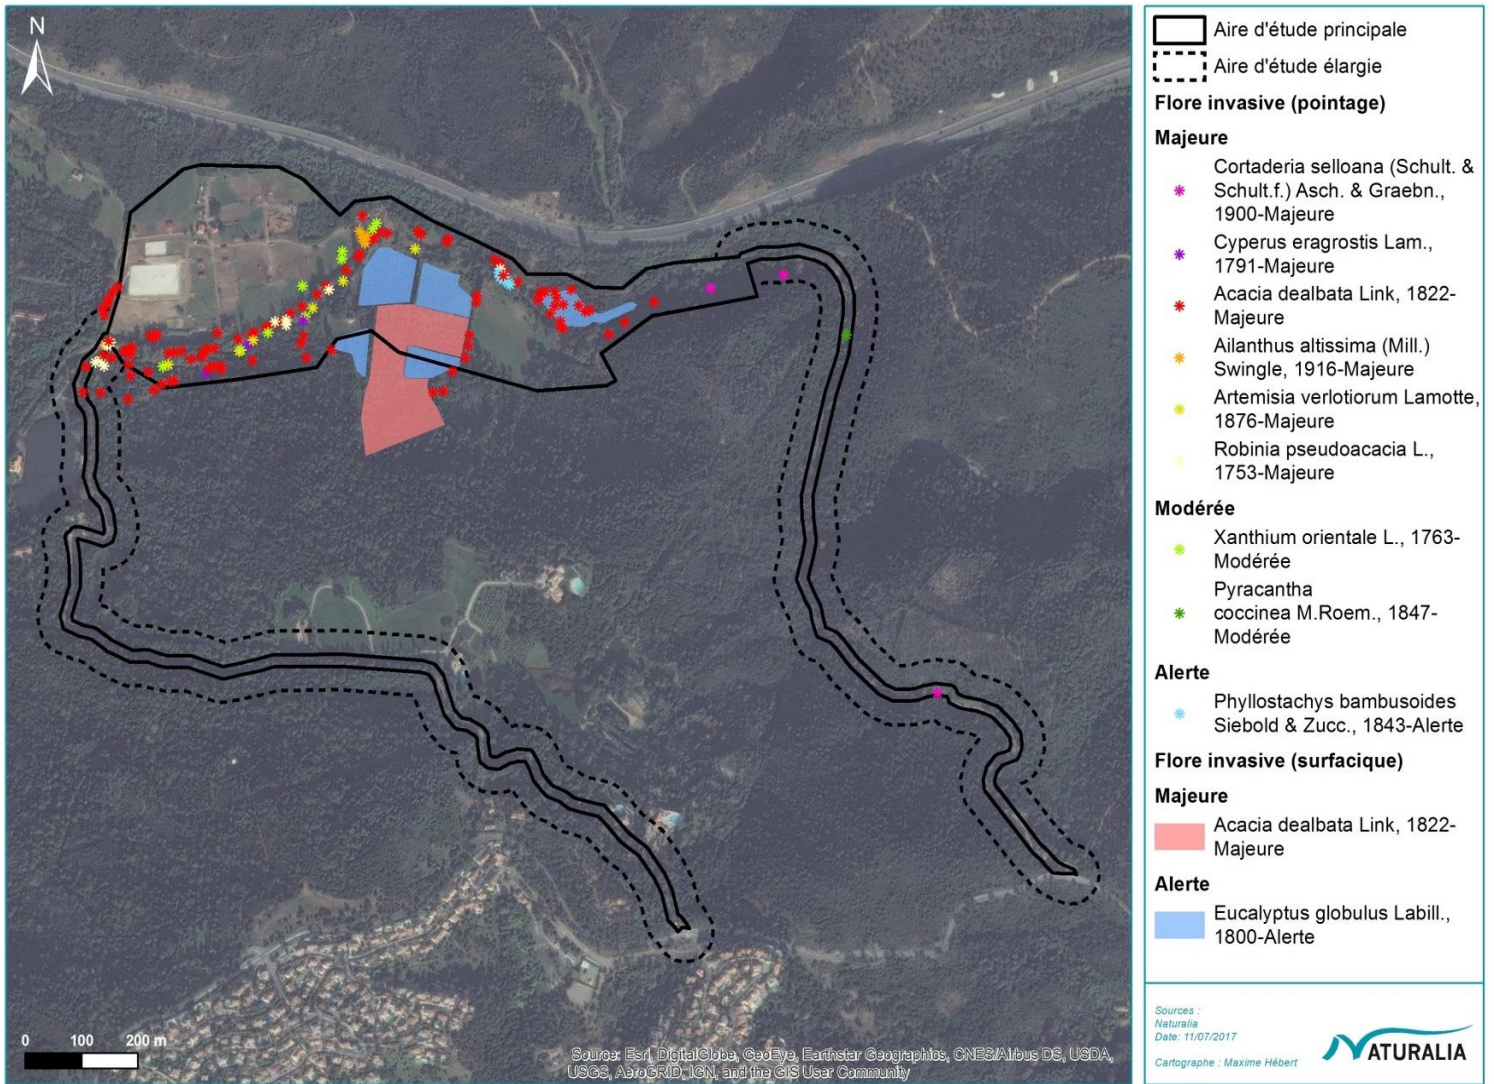 N
0 100 200 m
Source: Esri, DigitalGlobe, GeoEye, Earthstar Geographics, CNES/Airbus DS, USDA,
USGS, AeroGRID, IGN, and the GIS User Community
Aire d'étude principale
Aire d'étude élargie
Flore invasive (pointage)
Majeure
Cortaderia selloana (Schult. &
Schult.f.) Asch. & Graebn.,
1900-Majeure
Cyperus eragrostis Lam.,
1791-Majeure
Acacia dealbata Link, 1822-
Majeure
Ailanthus altissima (Mill.)
Swingle, 1916-Majeure
Artemisia verlotiorum Lamotte,
1876-Majeure
Robinia pseudoacacia L.,
1753-Majeure
Modérée
Xanthium orientale L., 1763-
Modérée
Pyracantha
coccinea M.Roem., 1847-
Modérée
Alerte
Phyllostachys bambusoides
Siebold & Zucc., 1843-Alerte
Flore invasive (surfacique)
Majeure
Acacia dealbata Link, 1822-
Majeure
Alerte
Eucalyptus globulus Labill.,
1800-Alerte
Sources :
Naturalia
Date: 11/07/2017
Cartographe : Maxime Hébert
NATURALIA